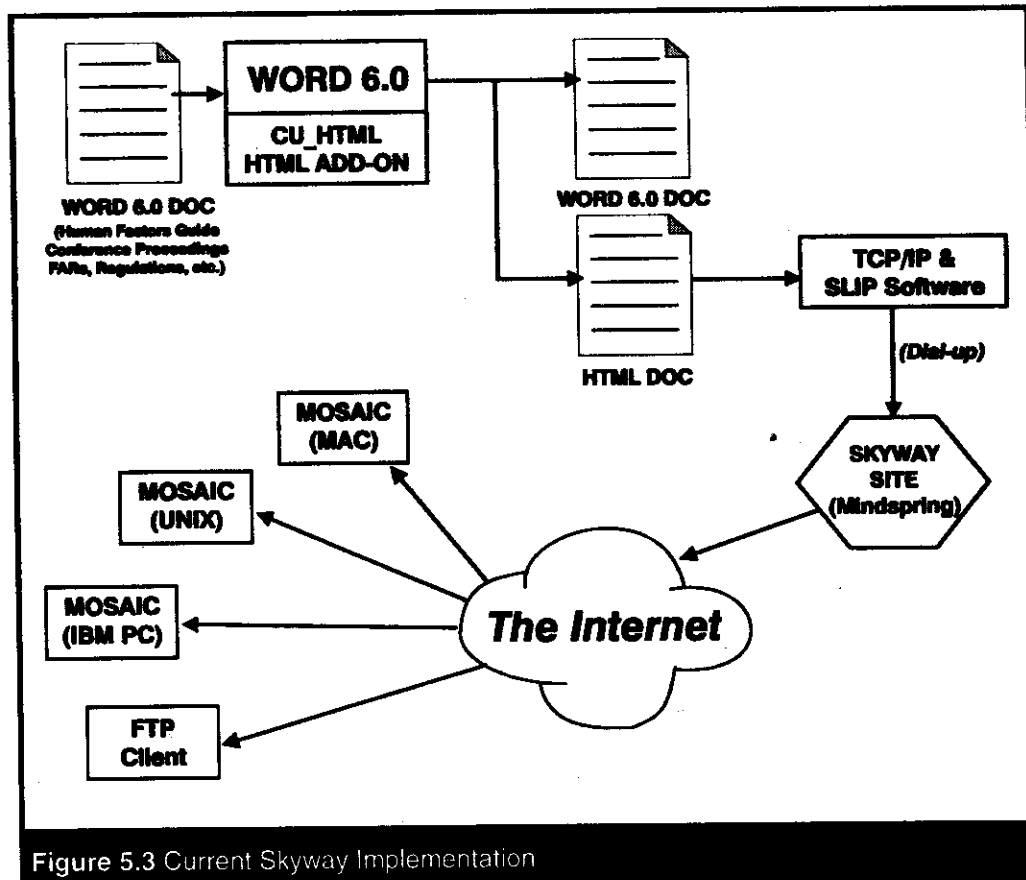 WORD 6.0
CU_HTML
HTML ADD-ON
WORD 6.0 DOC
(Human Factors Guide
Conference Proceedings
FARs, Regulations, etc.)
WORD 6.0 DOC
HTML DOC
TCP/IP &
SLIP Software
(Dial-up)
SKYWAY
SITE
(Mindspring)
The Internet
MOSAIC
(MAC)
MOSAIC
(UNIX)
MOSAIC
(IBM PC)
FTP
Client
Figure 5.3 Current Skyway Implementation